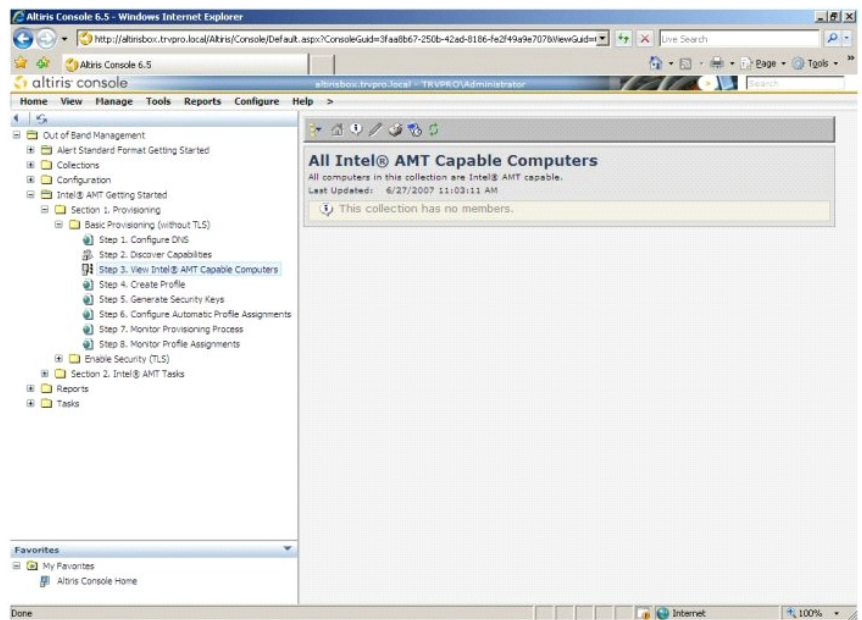 Altiris Console 6.5 - Windows Internet Explorer
http://altirisbox.trvpro.local/Altiris/Console/Default.aspx?ConsoleGuid=3faa8b67-250b-42ad-8186-fe2f49a9e707&ViewGuid=
Live Search
Altiris Console 6.5
Page
Tools
altiris console
altirisbox.trvpro.local - TRVPRO\Administrator
Search
Home View Manage Tools Reports Configure Help >
Out of Band Management
Alert Standard Format Getting Started
Collections
Configuration
Intel® AMT Getting Started
Section 1. Provisioning
Basic Provisioning (without TLS)
Step 1. Configure DNS
Step 2. Discover Capabilities
Step 3. View Intel® AMT Capable Computers
Step 4. Create Profile
Step 5. Generate Security Keys
Step 6. Configure Automatic Profile Assignments
Step 7. Monitor Provisioning Process
Step 8. Monitor Profile Assignments
Enable Security (TLS)
Section 2. Intel® AMT Tasks
Reports
Tasks
All Intel® AMT Capable Computers
All computers in this collection are Intel® AMT capable.
Last Updated: 6/27/2007 11:03:11 AM
This collection has no members.
Favorites
My Favorites
Altiris Console Home
Done
Internet
100%